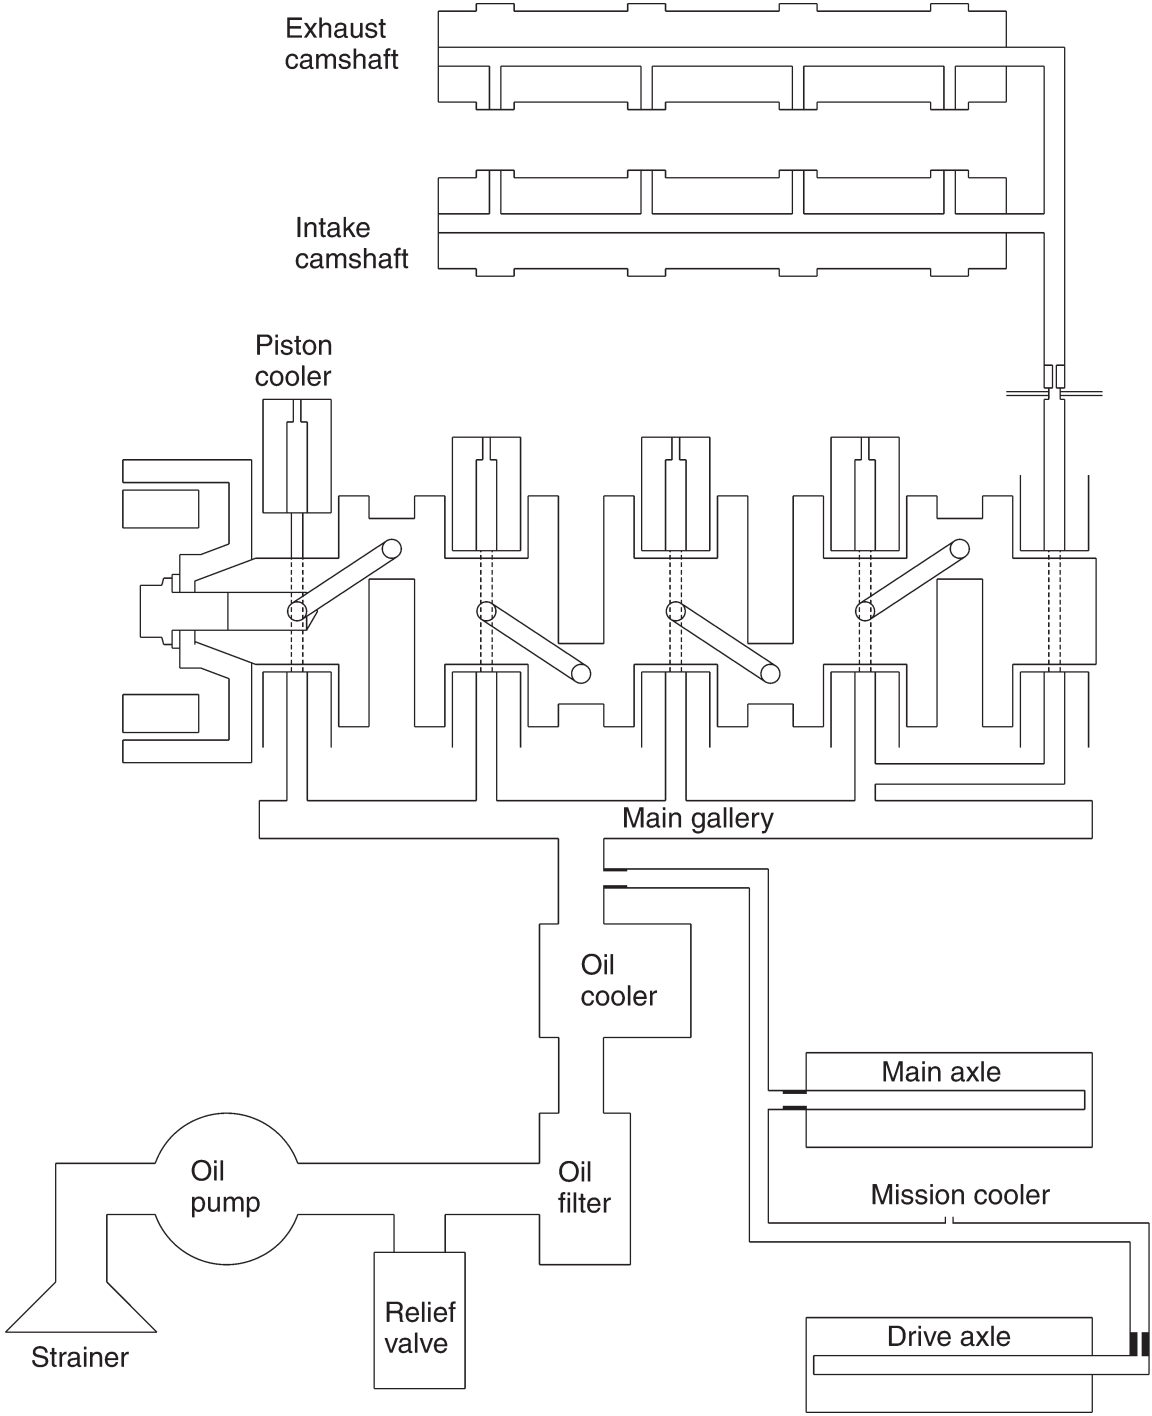 Exhaust
camshaft
Intake
camshaft
Piston
cooler
Main gallery
Oil
cooler
Main axle
Oil
pump
Oil
filter
Mission cooler
Relief
valve
Drive axle
Strainer